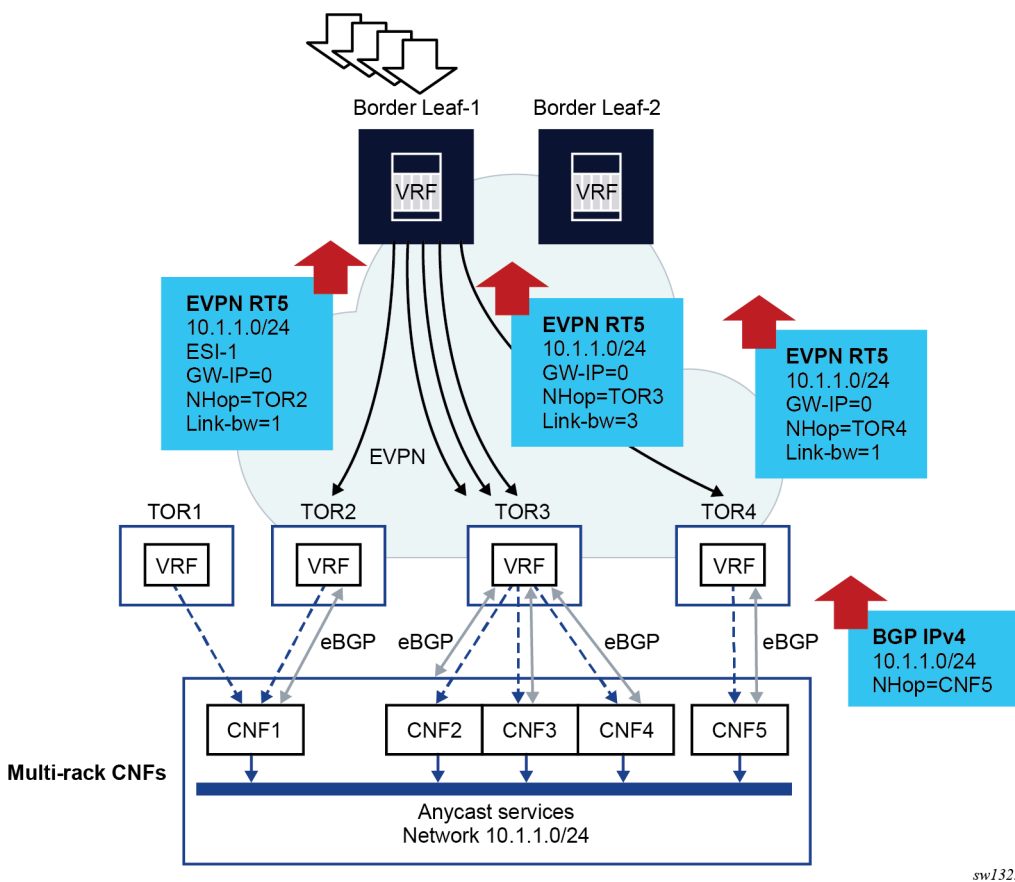 Border Leaf-1
Border Leaf-2
VRF
VRF
EVPN RT5
10.1.1.0/24
ESI-1
GW-IP=0
NHop=TOR2
Link-bw=1
EVPN RT5
10.1.1.0/24
GW-IP=0
NHop=TOR3
Link-bw=3
EVPN RT5
10.1.1.0/24
GW-IP=0
NHop=TOR4
Link-bw=1
EVPN
TOR1
TOR2
TOR3
TOR4
VRF
VRF
VRF
VRF
eBGP
eBGP
eBGP
eBGP
BGP IPv4
10.1.1.0/24
NHop=CNF5
CNF1
CNF2
CNF3
CNF4
CNF5
Multi-rack CNFs
Anycast services
Network 10.1.1.0/24